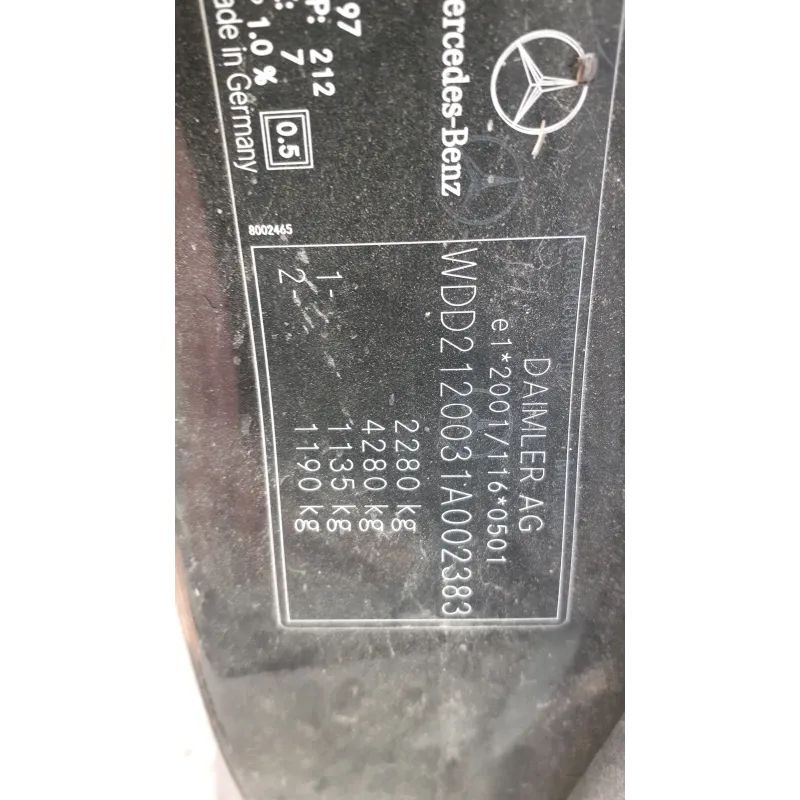 Mercedes-Benz
97
P: 212
: 7
1.0 %
ade in Germany
0.5
8002465
DAIMLER AG
e1*2001/116*0501
WDD2120031A002383
2280 kg
4280 kg
1- 1135 kg
2- 1190 kg